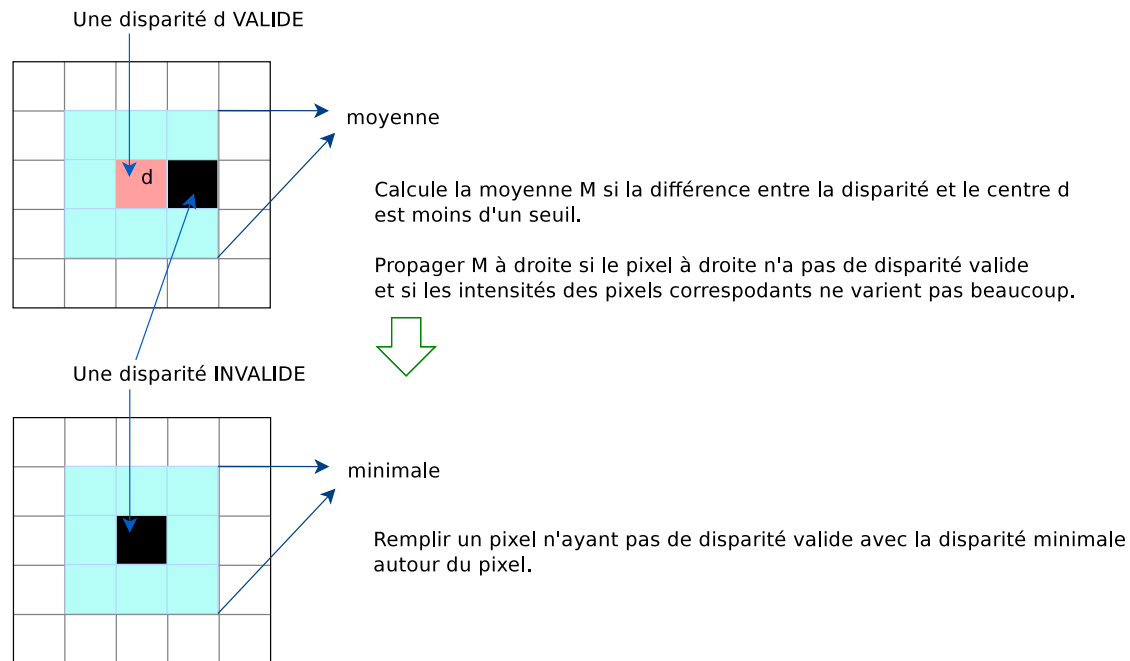 Une disparité d VALIDE
moyenne
d
Calcule la moyenne M si la différence entre la disparité et le centre d
est moins d'un seuil.
Propager M à droite si le pixel à droite n'a pas de disparité valide
et si les intensités des pixels correspodants ne varient pas beaucoup.
Une disparité INVALIDE
minimale
Remplir un pixel n'ayant pas de disparité valide avec la disparité minimale
autour du pixel.